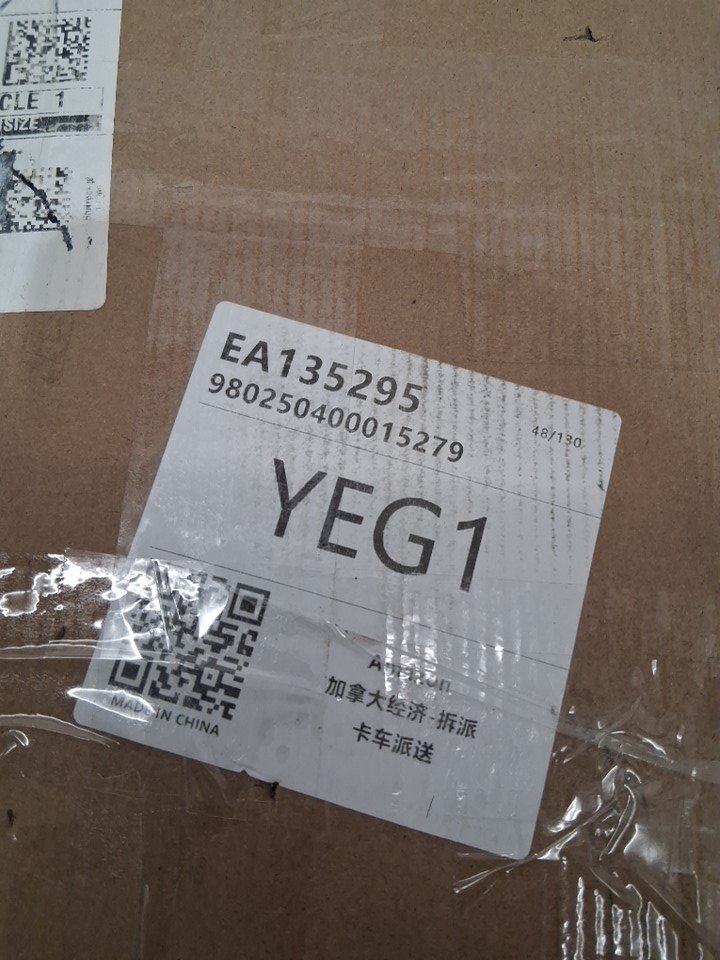 CLE 1
SIZE
EA135295
980250400015279
48/130
YEG1
Amazon
加拿大经济-拆派
卡车派送
MADE IN CHINA